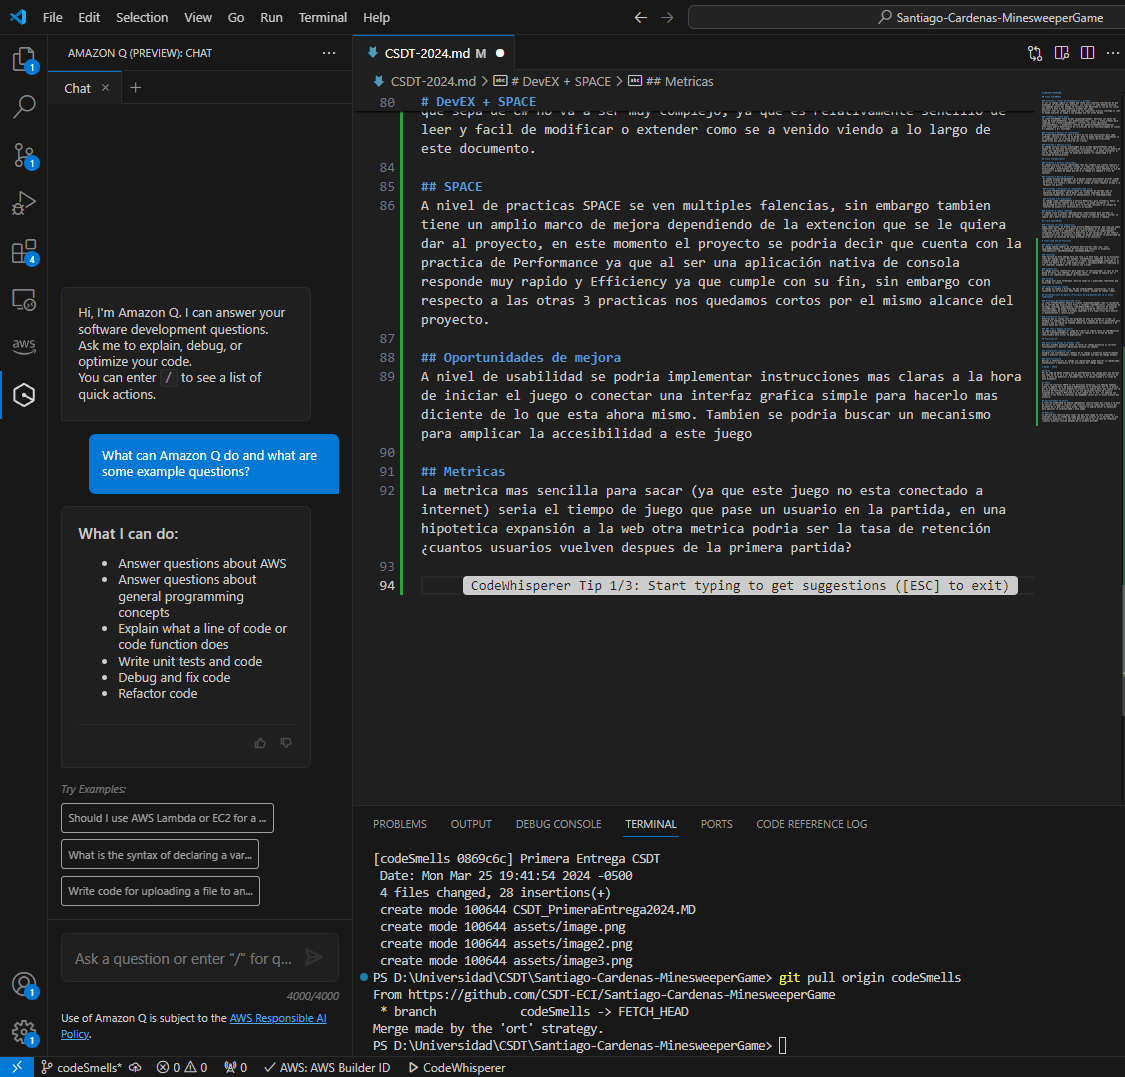 File Edit Selection View Go Run Terminal Help
Santiago-Cardenas-MinesweeperGame
AMAZON Q (PREVIEW): CHAT
Chat
Hi, I'm Amazon Q. I can answer your
software development questions.
Ask me to explain, debug, or
optimize your code.
You can enter / to see a list of
quick actions.
What can Amazon Q do and what are
some example questions?
What I can do:
• Answer questions about AWS
• Answer questions about
general programming
concepts
• Explain what a line of code or
code function does
• Write unit tests and code
• Debug and fix code
• Refactor code
Try Examples:
Should I use AWS Lambda or EC2 for a ...
What is the syntax of declaring a var...
Write code for uploading a file to an...
Ask a question or enter "/" for q...
4000/4000
Use of Amazon Q is subject to the AWS Responsible AI
Policy.
1
1
4
1
1
CSDT-2024.md M
CSDT-2024.md > # DevEX + SPACE > ## Metricas
80 # DevEX + SPACE
que sepa de C# no va a ser muy complejo, ya que es relativamente sencillo de
leer y facil de modificar o extender como se a venido viendo a lo largo de
este documento.
84
85 ## SPACE
86 A nivel de practicas SPACE se ven multiples falencias, sin embargo tambien
tiene un amplio marco de mejora dependiendo de la extencion que se le quiera
dar al proyecto, en este momento el proyecto se podria decir que cuenta con la
practica de Performance ya que al ser una aplicación nativa de consola
responde muy rapido y Efficiency ya que cumple con su fin, sin embargo con
respecto a las otras 3 practicas nos quedamos cortos por el mismo alcance del
proyecto.
87
88 ## Oportunidades de mejora
89 A nivel de usabilidad se podria implementar instrucciones mas claras a la hora
de iniciar el juego o conectar una interfaz grafica simple para hacerlo mas
diciente de lo que esta ahora mismo. Tambien se podria buscar un mecanismo
para amplicar la accesibilidad a este juego
90
91 ## Metricas
92 La metrica mas sencilla para sacar (ya que este juego no esta conectado a
internet) seria el tiempo de juego que pase un usuario en la partida, en una
hipotetica expansión a la web otra metrica podria ser la tasa de retención
¿cuantos usuarios vuelven despues de la primera partida?
93
94 CodeWhisperer Tip 1/3: Start typing to get suggestions ([ESC] to exit)
PROBLEMS OUTPUT DEBUG CONSOLE TERMINAL PORTS CODE REFERENCE LOG
[codeSmells 0869c6c] Primera Entrega CSDT
Date: Mon Mar 25 19:41:54 2024 -0500
4 files changed, 28 insertions(+)
create mode 100644 CSDT_PrimeraEntrega2024.MD
create mode 100644 assets/image.png
create mode 100644 assets/image2.png
create mode 100644 assets/image3.png
PS D:\Universidad\CSDT\Santiago-Cardenas-MinesweeperGame> git pull origin codeSmells
From https://github.com/CSDT-ECI/Santiago-Cardenas-MinesweeperGame
* branch codeSmells -> FETCH_HEAD
Merge made by the 'ort' strategy.
PS D:\Universidad\CSDT\Santiago-Cardenas-MinesweeperGame>
codeSmells* 0 0 0 AWS: AWS Builder ID CodeWhisperer